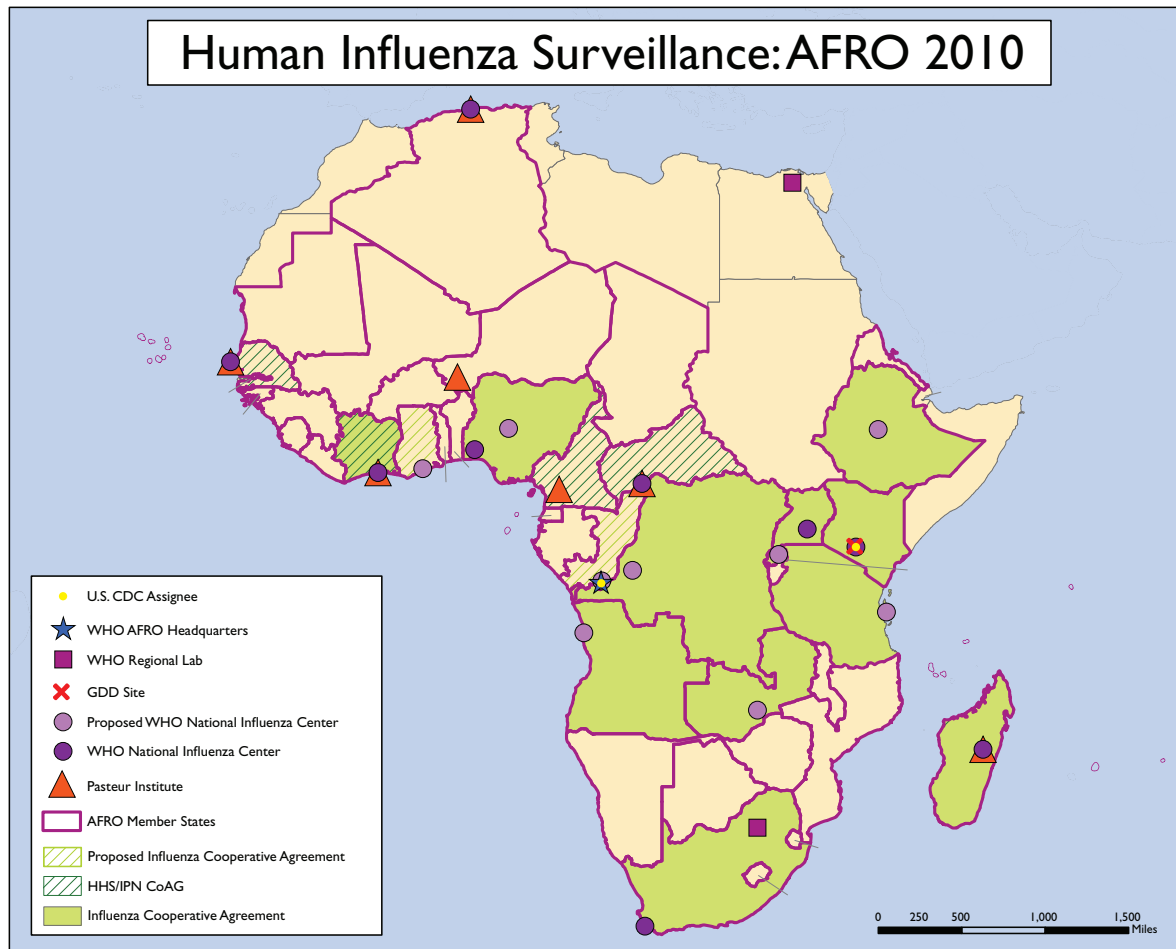 Human Influenza Surveillance: AFRO 2010
U.S. CDC Assignee
WHO AFRO Headquarters
WHO Regional Lab
GDD Site
Proposed WHO National Influenza Center
WHO National Influenza Center
Pasteur Institute
AFRO Member States
Proposed Influenza Cooperative Agreement
HHS/IPN CoAG
Influenza Cooperative Agreement
0 250 500 1,000 1,500
Miles